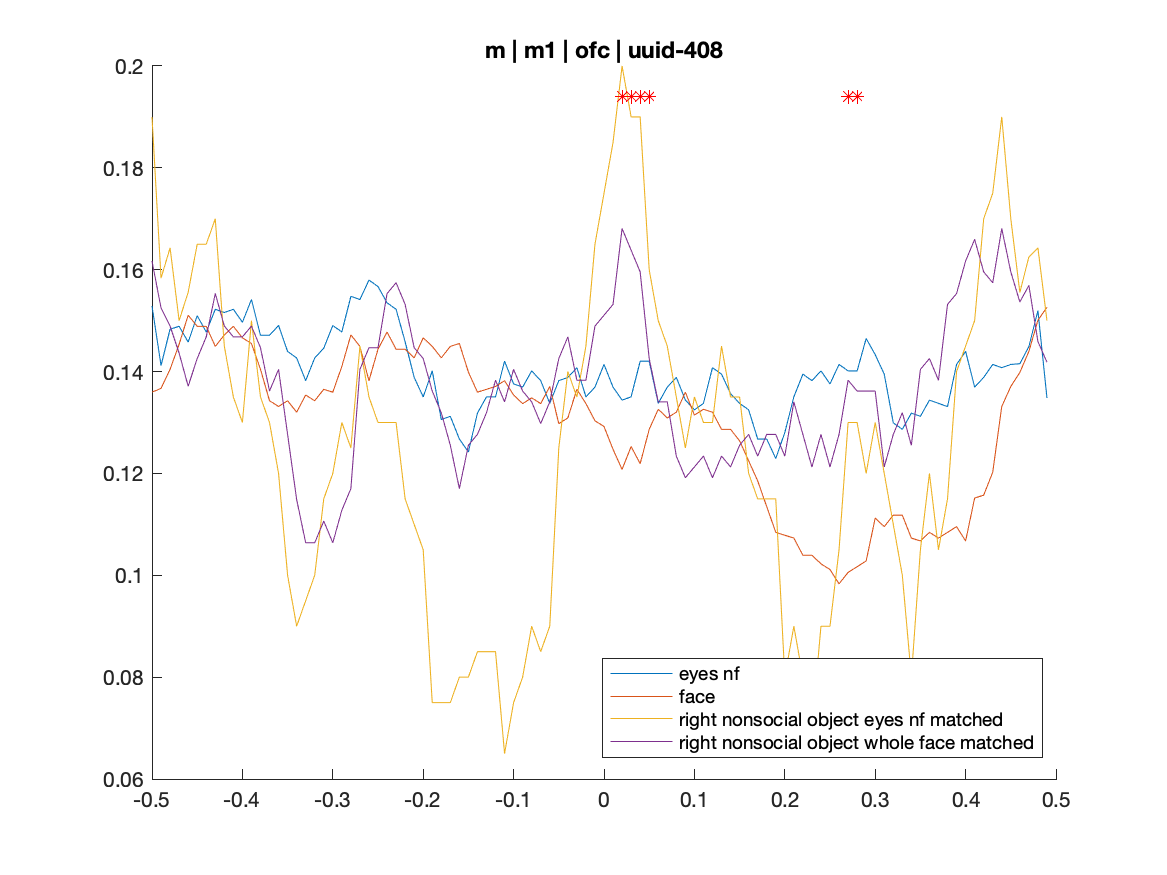 m | m1 | ofc | uuid-408
0.2
0.18
0.16
0.14
0.12
0.1
0.08
0.06
eyes nf
face
right nonsocial object eyes nf matched
right nonsocial object whole face matched
-0.5 -0.4 -0.3 -0.2 -0.1 0 0.1 0.2 0.3 0.4 0.5